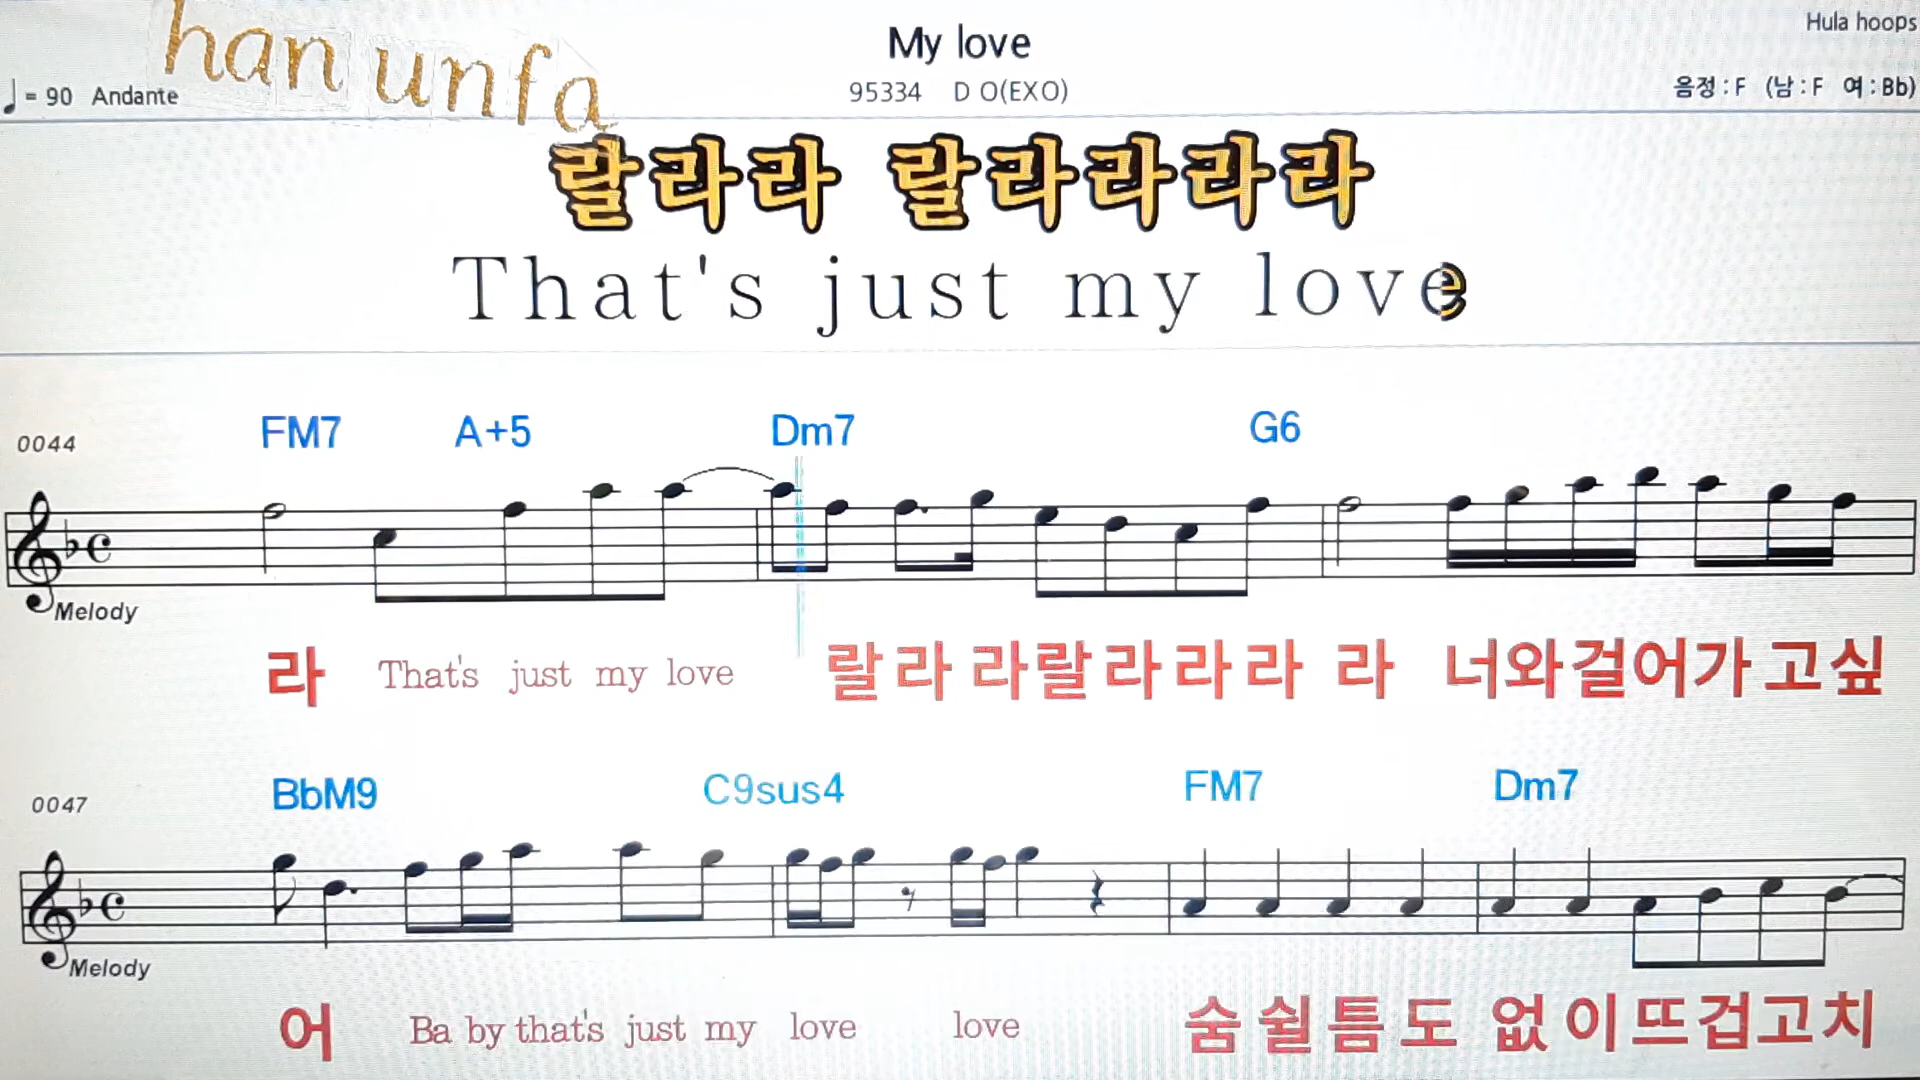 han unfa
My love
Hula hoops
♩= 90 Andante
95334 D O(EXO)
음정 : F (남 : F 여 : Bb)
랄라라 랄라라라라
That's just my love
0044 FM7 A+5 Dm7 G6
Melody
라 That's just my love 랄라 라랄라라라 라 너와걸어가 고싶
0047 BbM9 C9sus4 FM7 Dm7
Melody
어 Ba by that's just my love love 숨쉴틈도 없이뜨겁고치